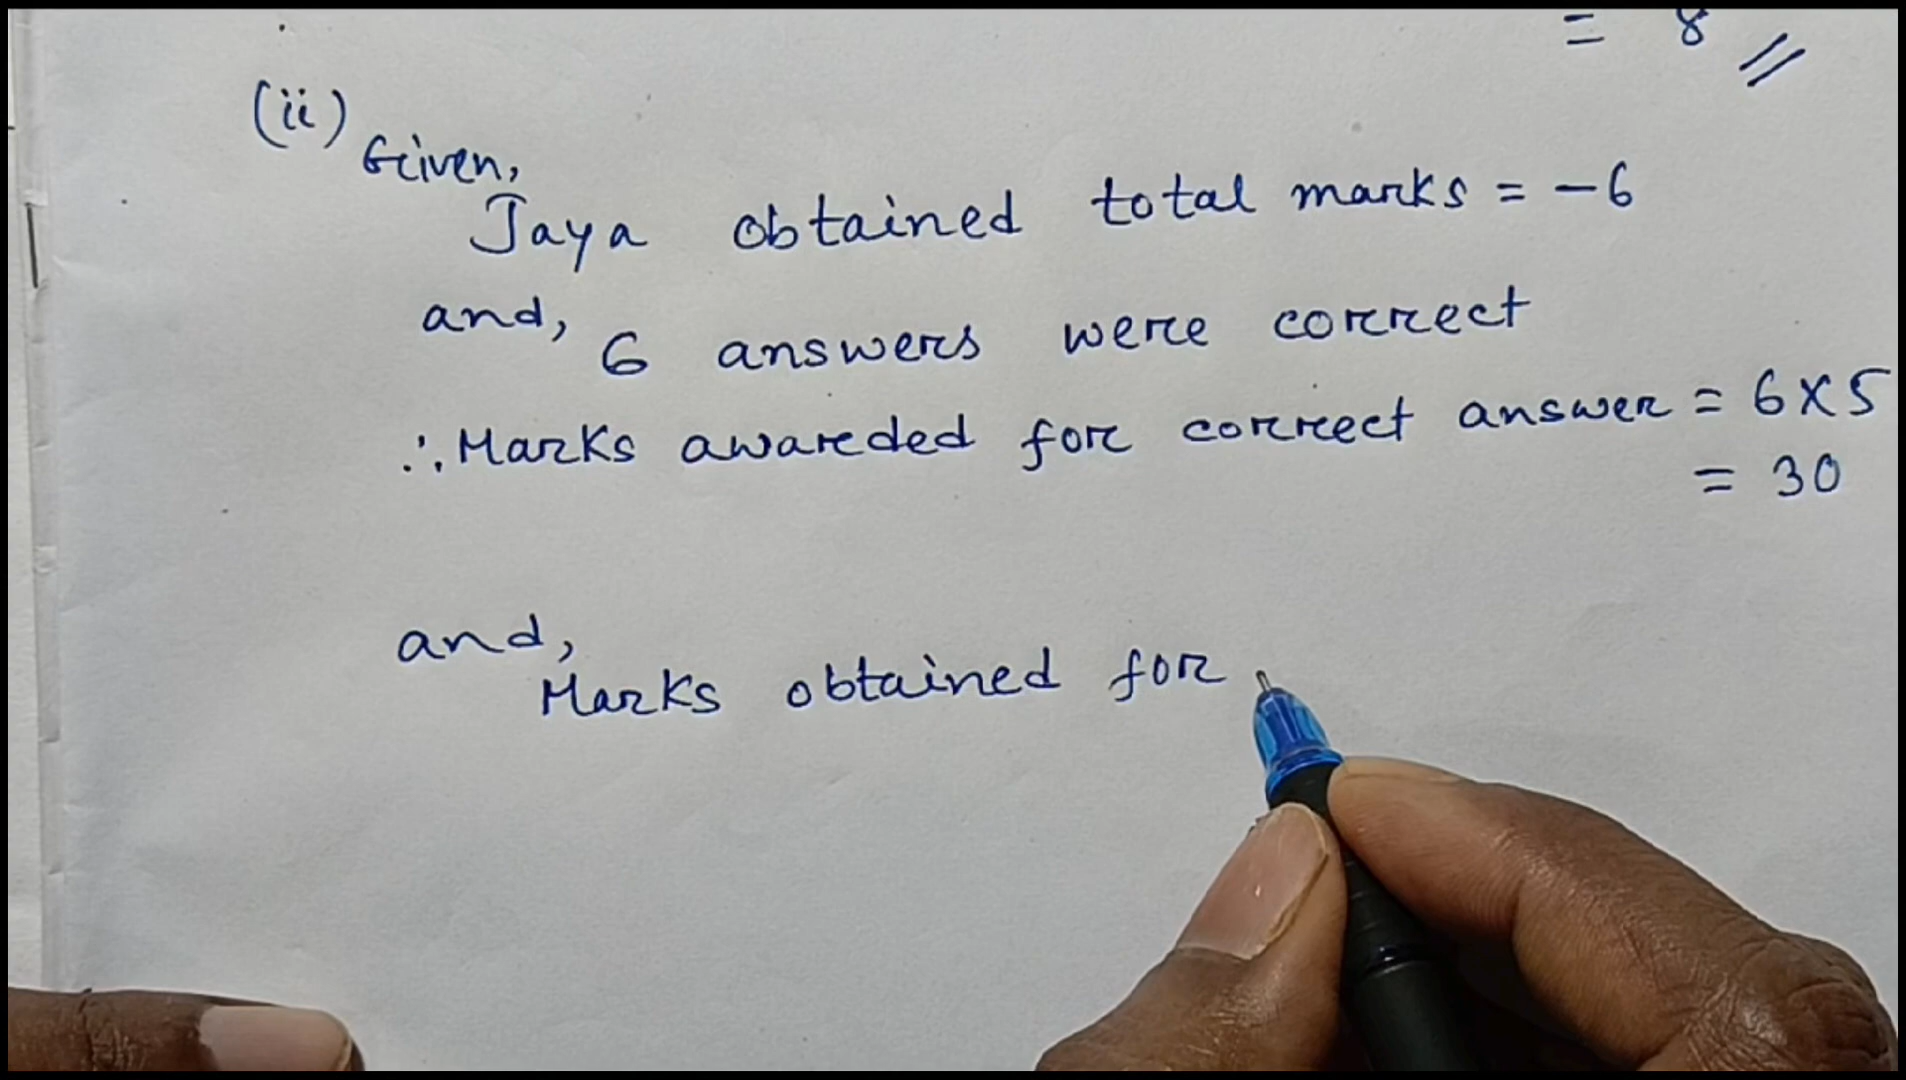 = 8 //
(ii) Given,
Jaya obtained total marks = -6
and, 6 answers were correct
∴ Marks awarded for correct answer = 6×5
= 30
and,
Marks obtained for